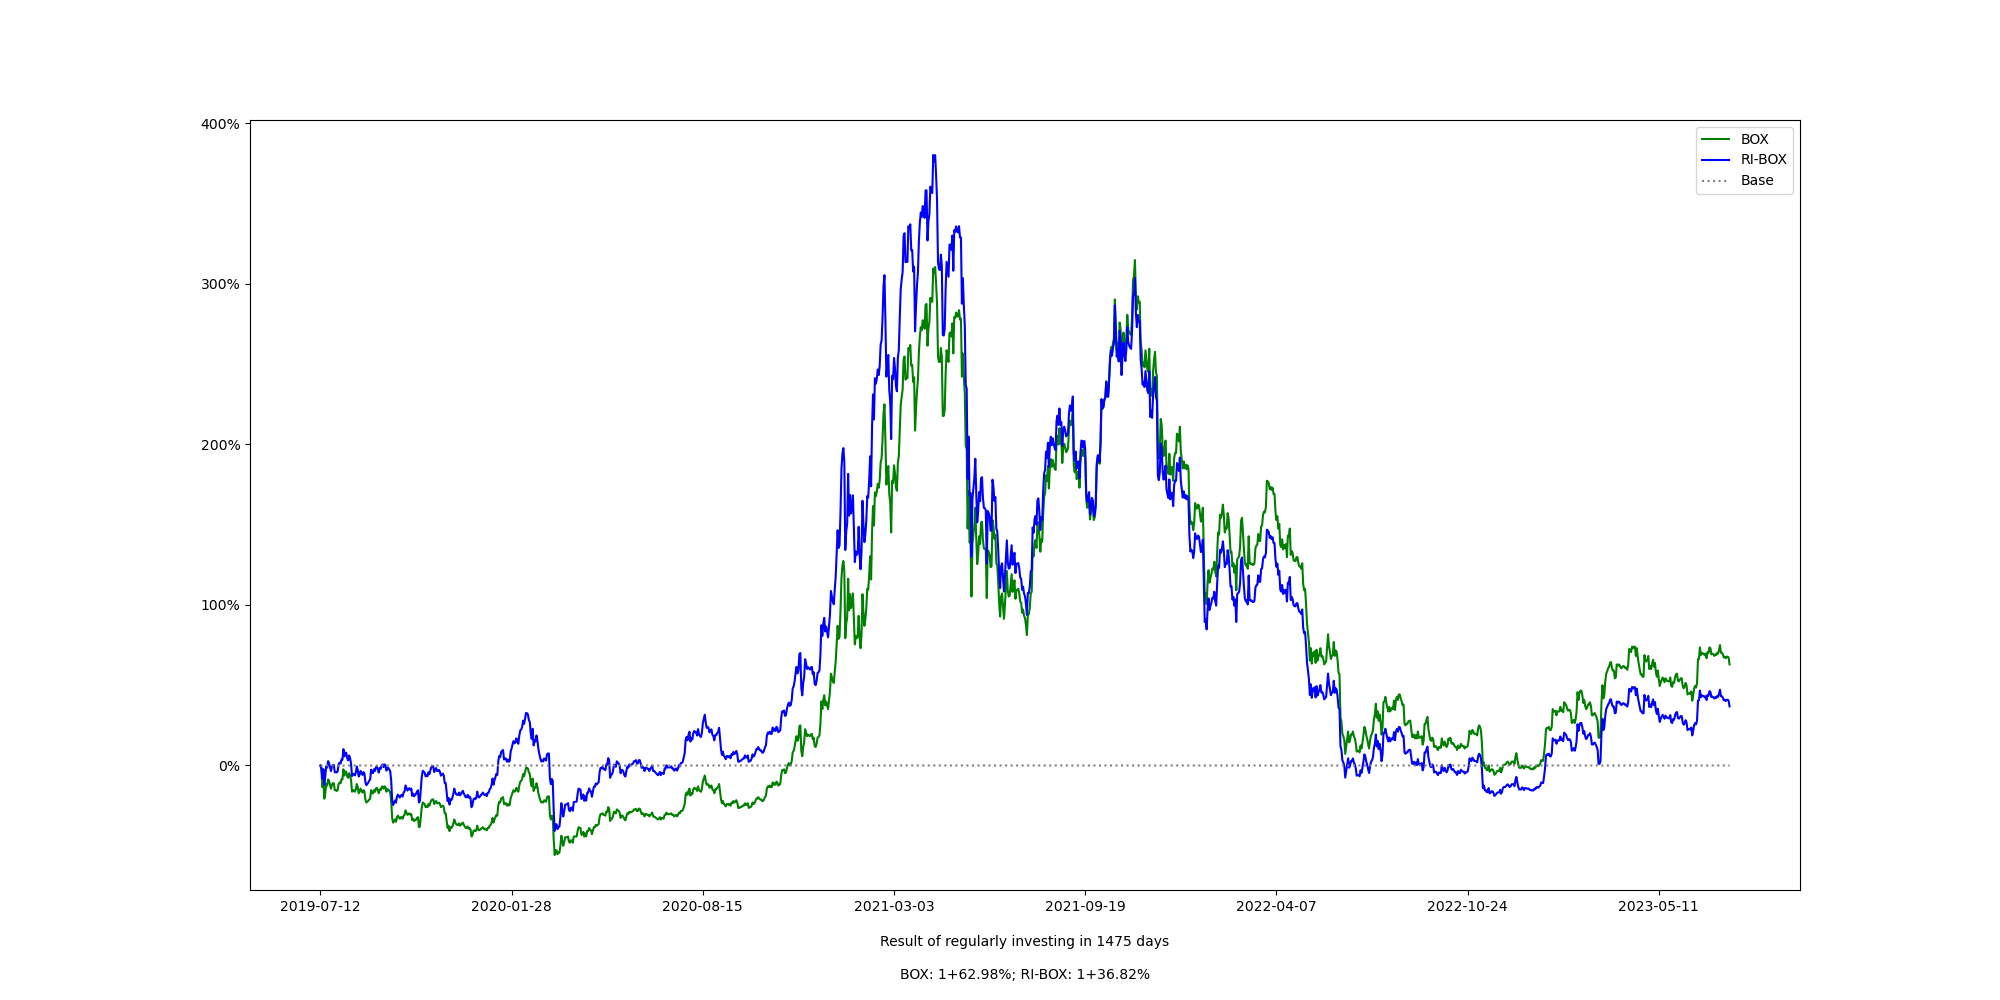 400%
300%
200%
100%
0%
BOX
RI-BOX
Base
2019-07-12 2020-01-28 2020-08-15 2021-03-03 2021-09-19 2022-04-07 2022-10-24 2023-05-11
Result of regularly investing in 1475 days
BOX: 1+62.98%; RI-BOX: 1+36.82%